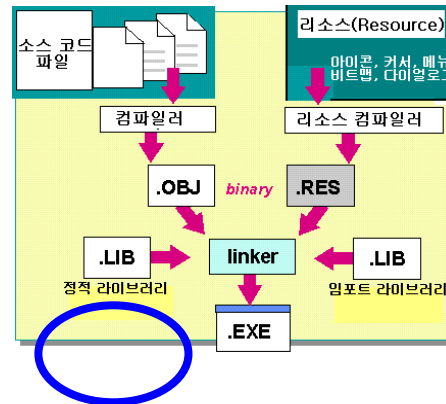 소스 코드
파일
리소스(Resource)
아이콘, 커서, 메뉴
비트맵, 다이얼로그
컴파일러
리소스 컴파일러
.OBJ
binary
.RES
.LIB
linker
.LIB
정적 라이브러리
임포트 라이브러리
.EXE